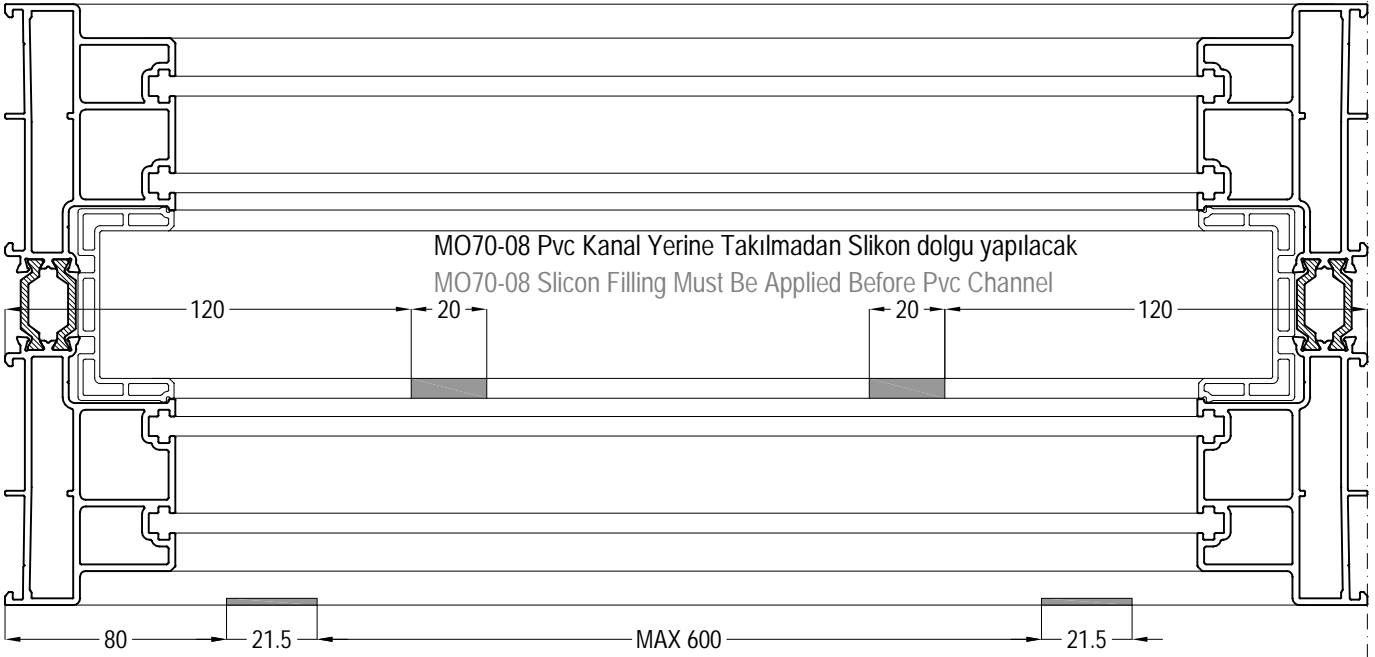 MO70-08 Pvc Kanal Yerine Takılmadan Slikon dolgu yapılacak
MO70-08 Slicon Filling Must Be Applied Before Pvc Channel
120 20 20 120
80 21.5 MAX 600 21.5